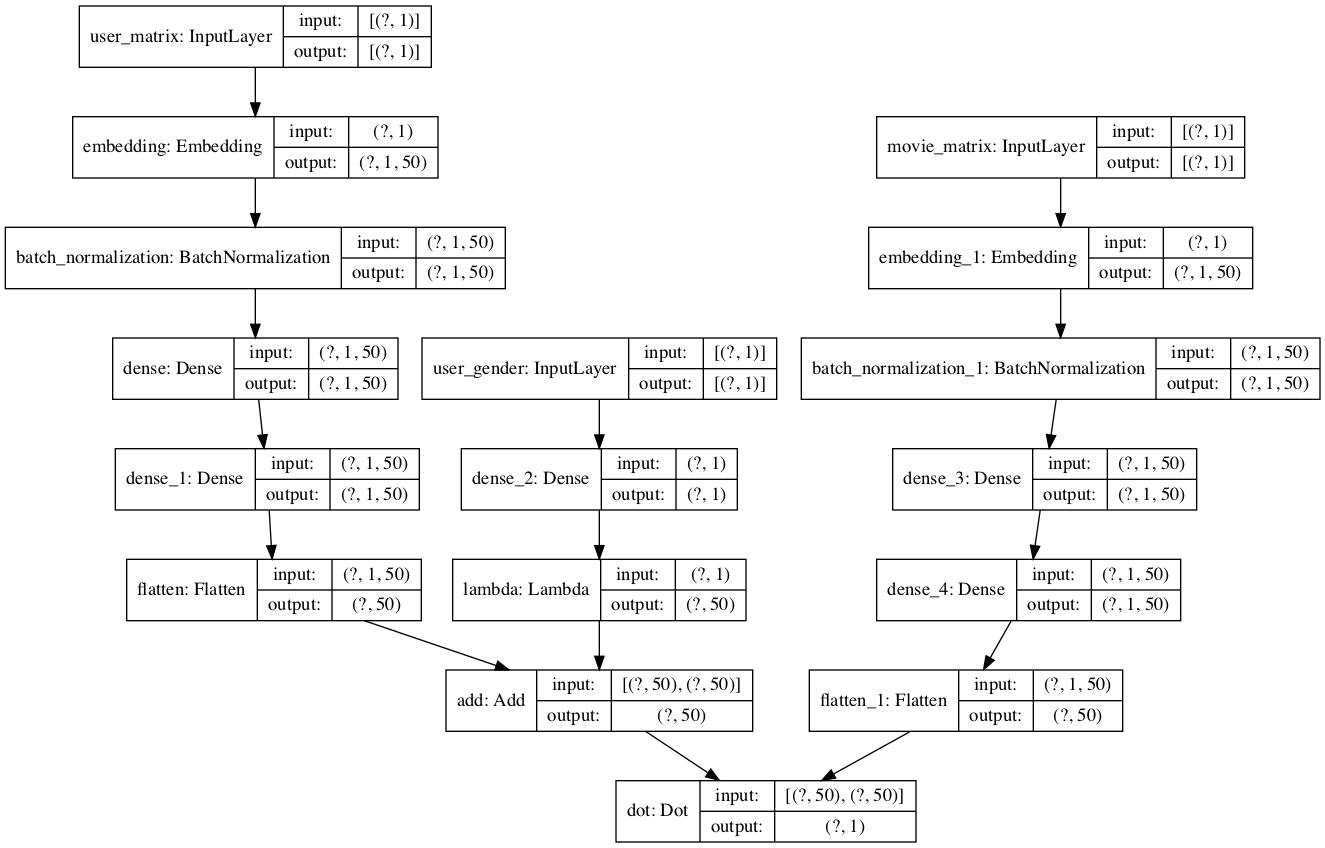 user_matrix: InputLayer
input:
[(?, 1)]
output:
[(?, 1)]
embedding: Embedding
input:
(?, 1)
output:
(?, 1, 50)
movie_matrix: InputLayer
input:
[(?, 1)]
output:
[(?, 1)]
batch_normalization: BatchNormalization
input:
(?, 1, 50)
output:
(?, 1, 50)
embedding_1: Embedding
input:
(?, 1)
output:
(?, 1, 50)
dense: Dense
input:
(?, 1, 50)
output:
(?, 1, 50)
user_gender: InputLayer
input:
[(?, 1)]
output:
[(?, 1)]
batch_normalization_1: BatchNormalization
input:
(?, 1, 50)
output:
(?, 1, 50)
dense_1: Dense
input:
(?, 1, 50)
output:
(?, 1, 50)
dense_2: Dense
input:
(?, 1)
output:
(?, 1)
dense_3: Dense
input:
(?, 1, 50)
output:
(?, 1, 50)
flatten: Flatten
input:
(?, 1, 50)
output:
(?, 50)
lambda: Lambda
input:
(?, 1)
output:
(?, 50)
dense_4: Dense
input:
(?, 1, 50)
output:
(?, 1, 50)
add: Add
input:
[(?, 50), (?, 50)]
output:
(?, 50)
flatten_1: Flatten
input:
(?, 1, 50)
output:
(?, 50)
dot: Dot
input:
[(?, 50), (?, 50)]
output:
(?, 1)